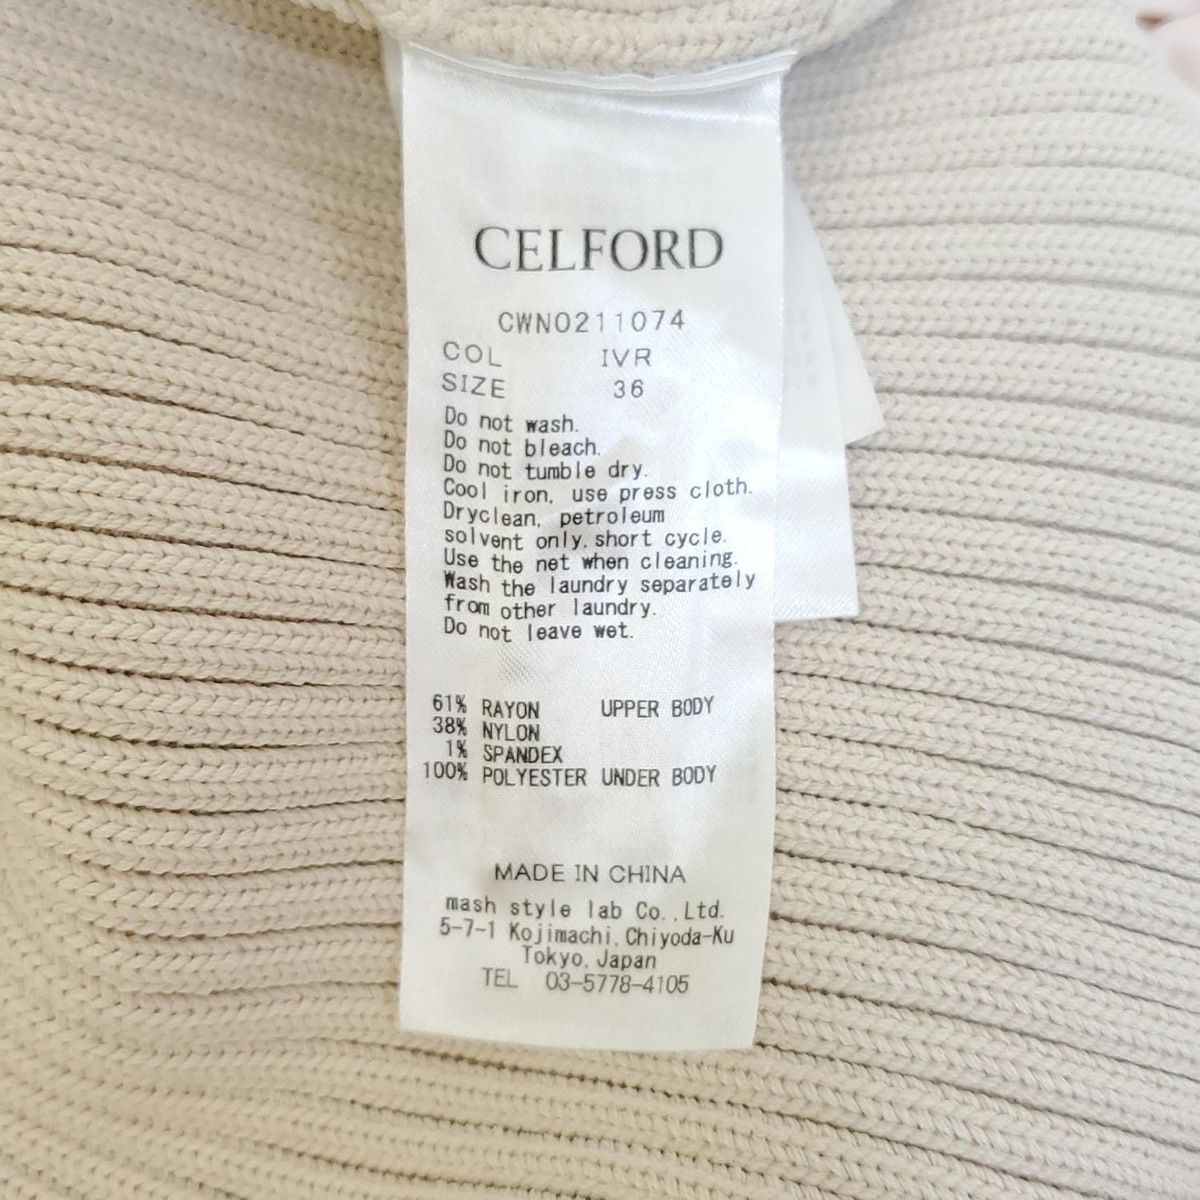 CELFORD
CWNO211074
COL IVR
SIZE 36
Do not wash.
Do not bleach.
Do not tumble dry.
Cool iron, use press cloth.
Dryclean, petroleum
solvent only, short cycle.
Use the net when cleaning.
Wash the laundry separately
from other laundry.
Do not leave wet.
61% RAYON UPPER BODY
38% NYLON
1% SPANDEX
100% POLYESTER UNDER BODY
MADE IN CHINA
mash style lab Co.,Ltd.
5-7-1 Kojimachi, Chiyoda-Ku
Tokyo, Japan
TEL 03-5778-4105